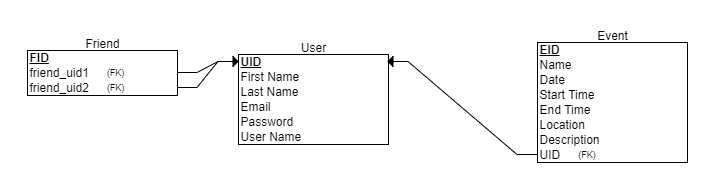 Friend
FID
friend_uid1 (FK)
friend_uid2 (FK)
User
UID
First Name
Last Name
Email
Password
User Name
Event
EID
Name
Date
Start Time
End Time
Location
Description
UID (FK)